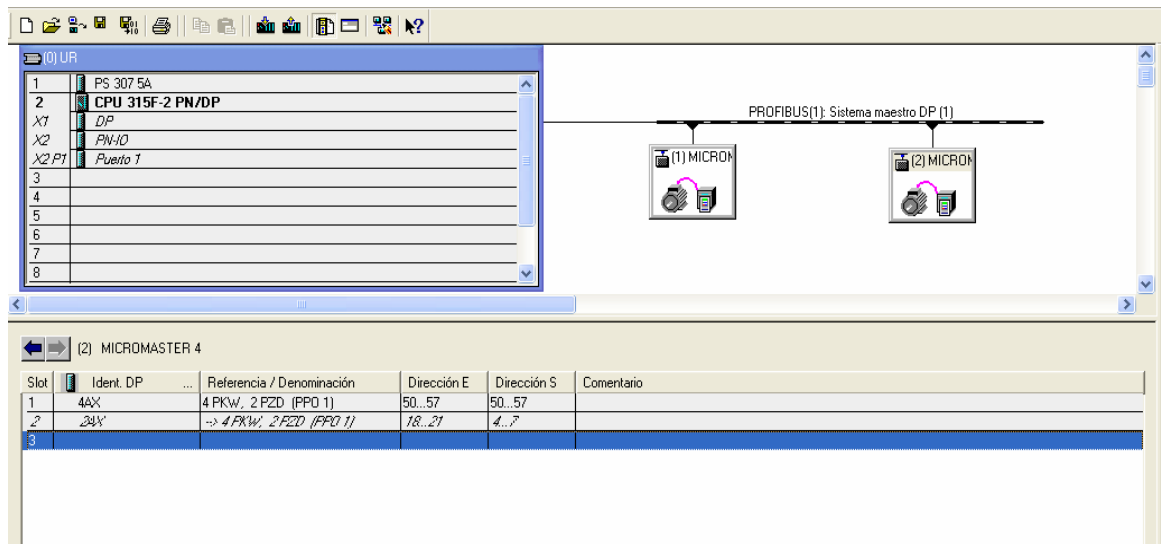 (0) UR
1 PS 307 5A
2 CPU 315F-2 PN/DP
X1 DP
X2 PN-IO
X2 P1 Puerto 1
3
4
5
6
7
8
PROFIBUS(1): Sistema maestro DP (1)
(1) MICROM
(2) MICROM
(2) MICROMASTER 4
Slot Ident. DP ... Referencia / Denominación Dirección E Dirección S Comentario
1 4AX 4 PKW, 2 PZD (PPO 1) 50...57 50...57
2 2AX --> 4 PKW, 2 PZD (PPO 1) 18...21 4...7
3